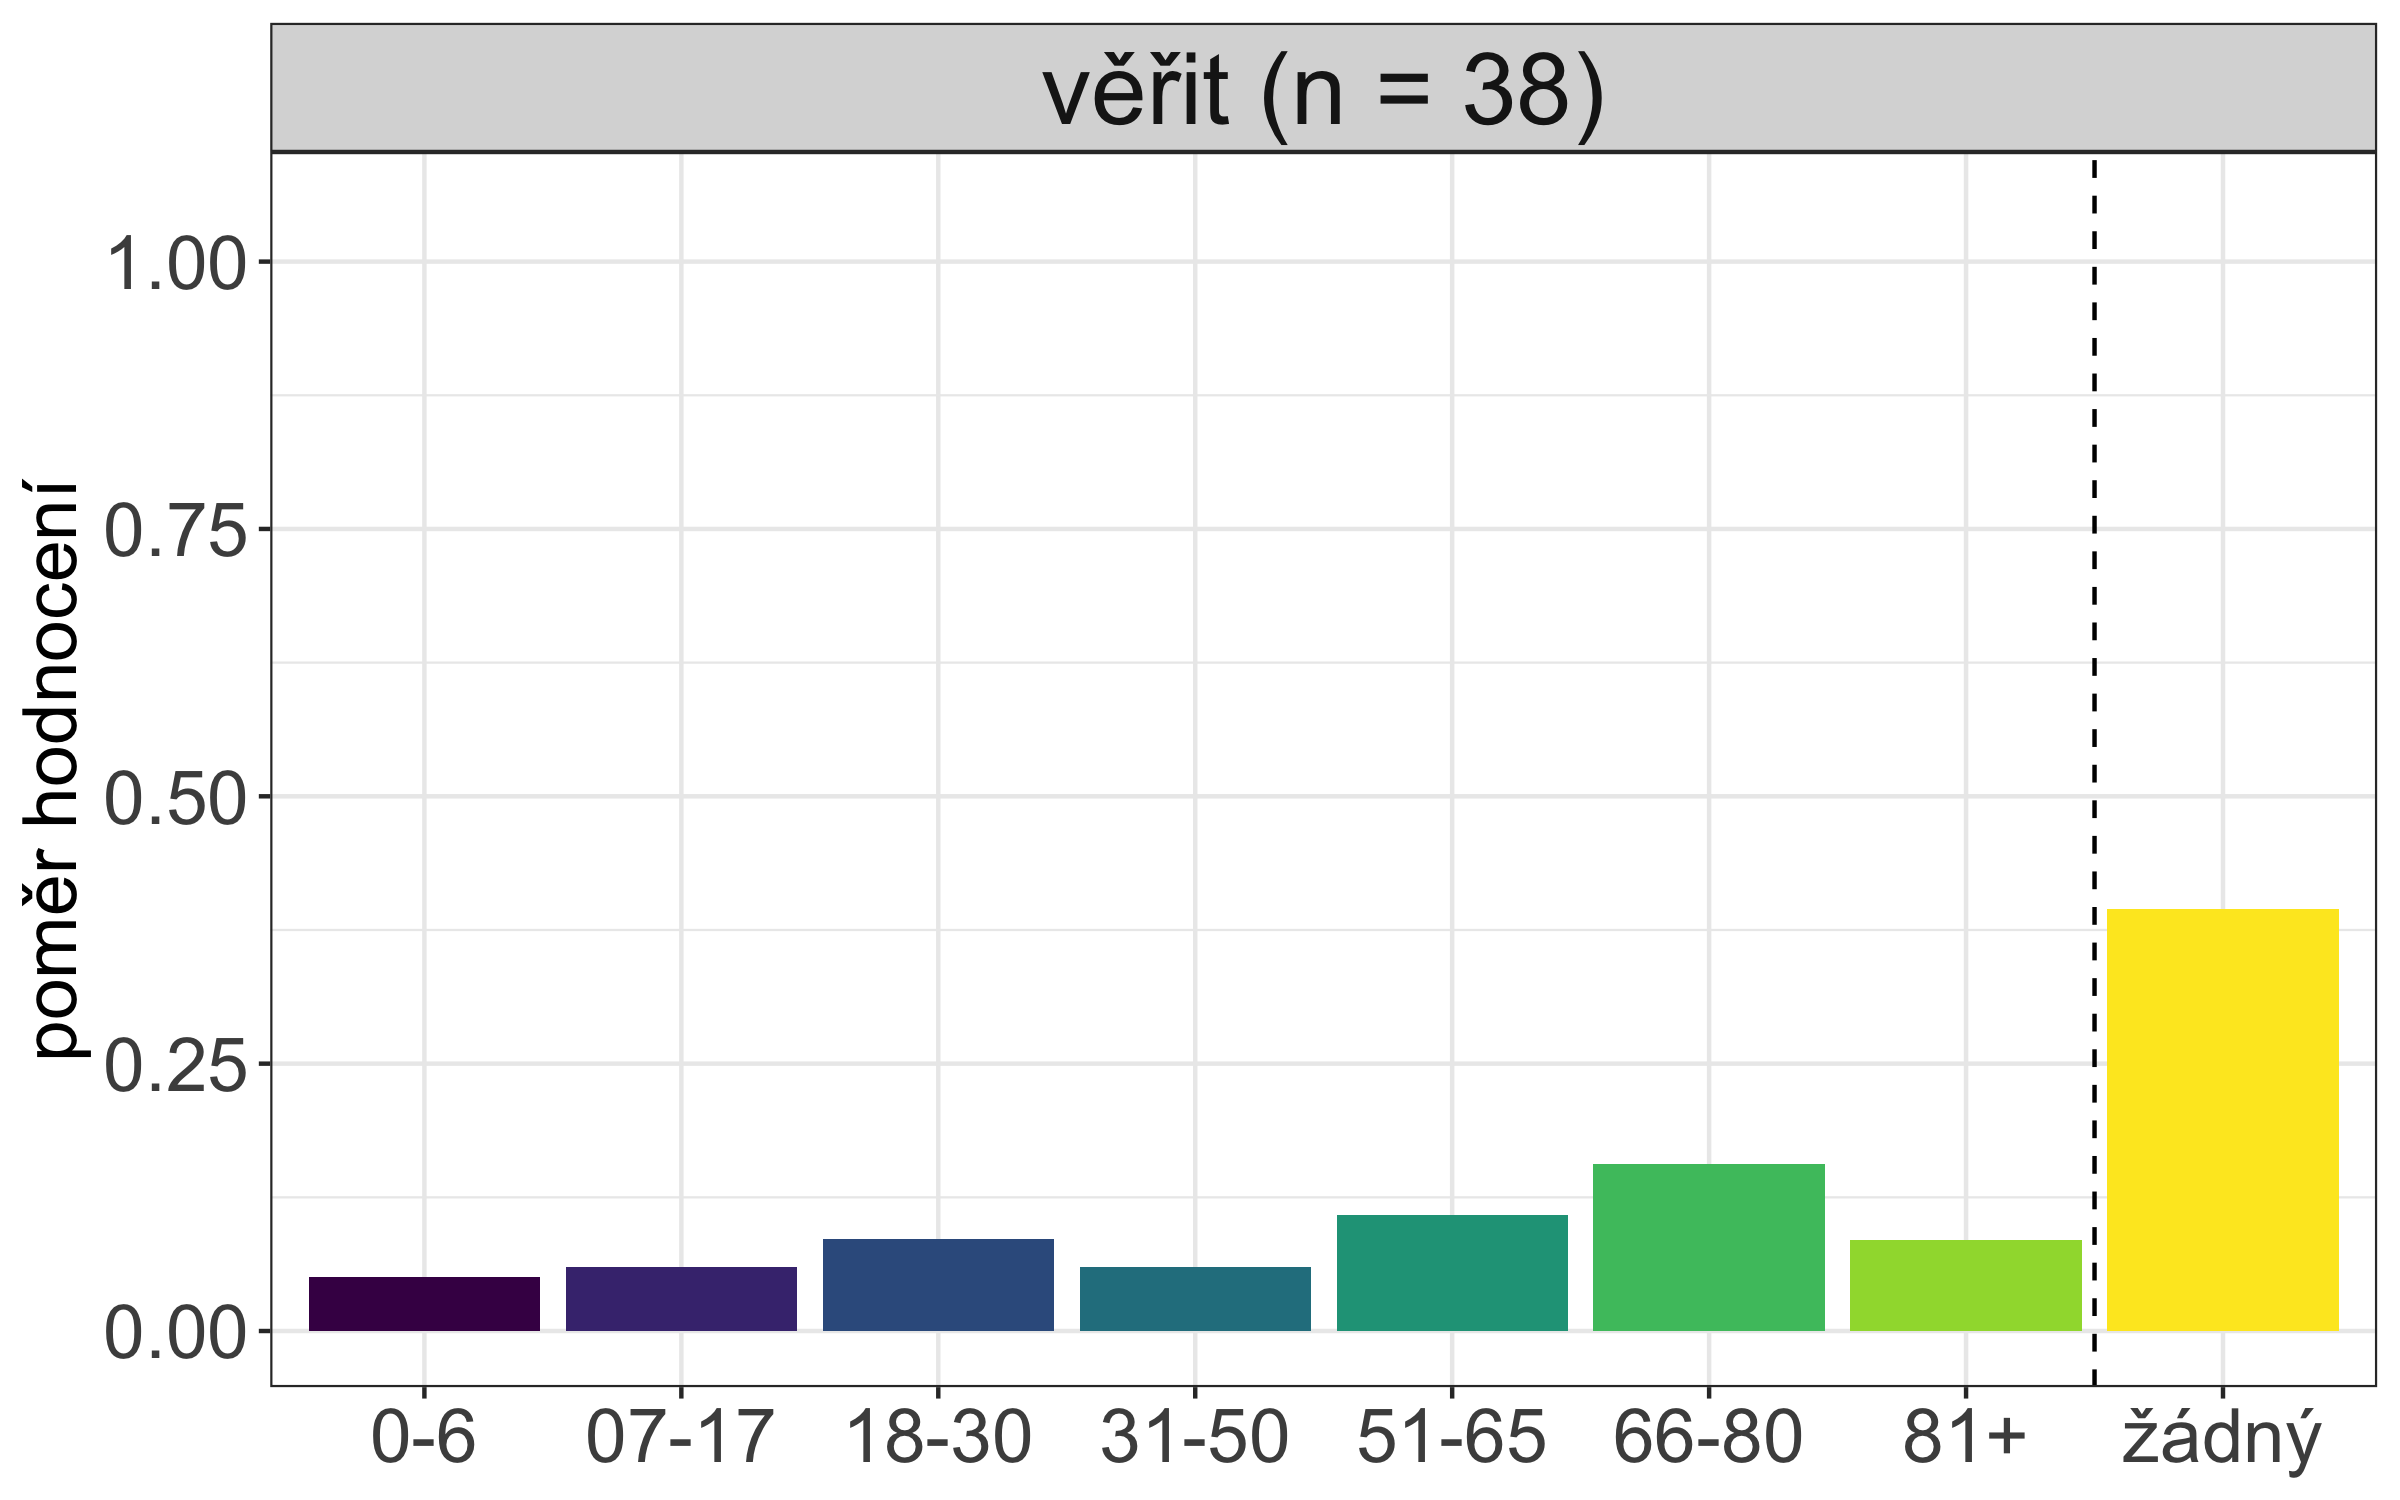 věřit (n = 38)
poměr hodnocení
1.00
0.75
0.50
0.25
0.00
0-6 07-17 18-30 31-50 51-65 66-80 81+ žádný